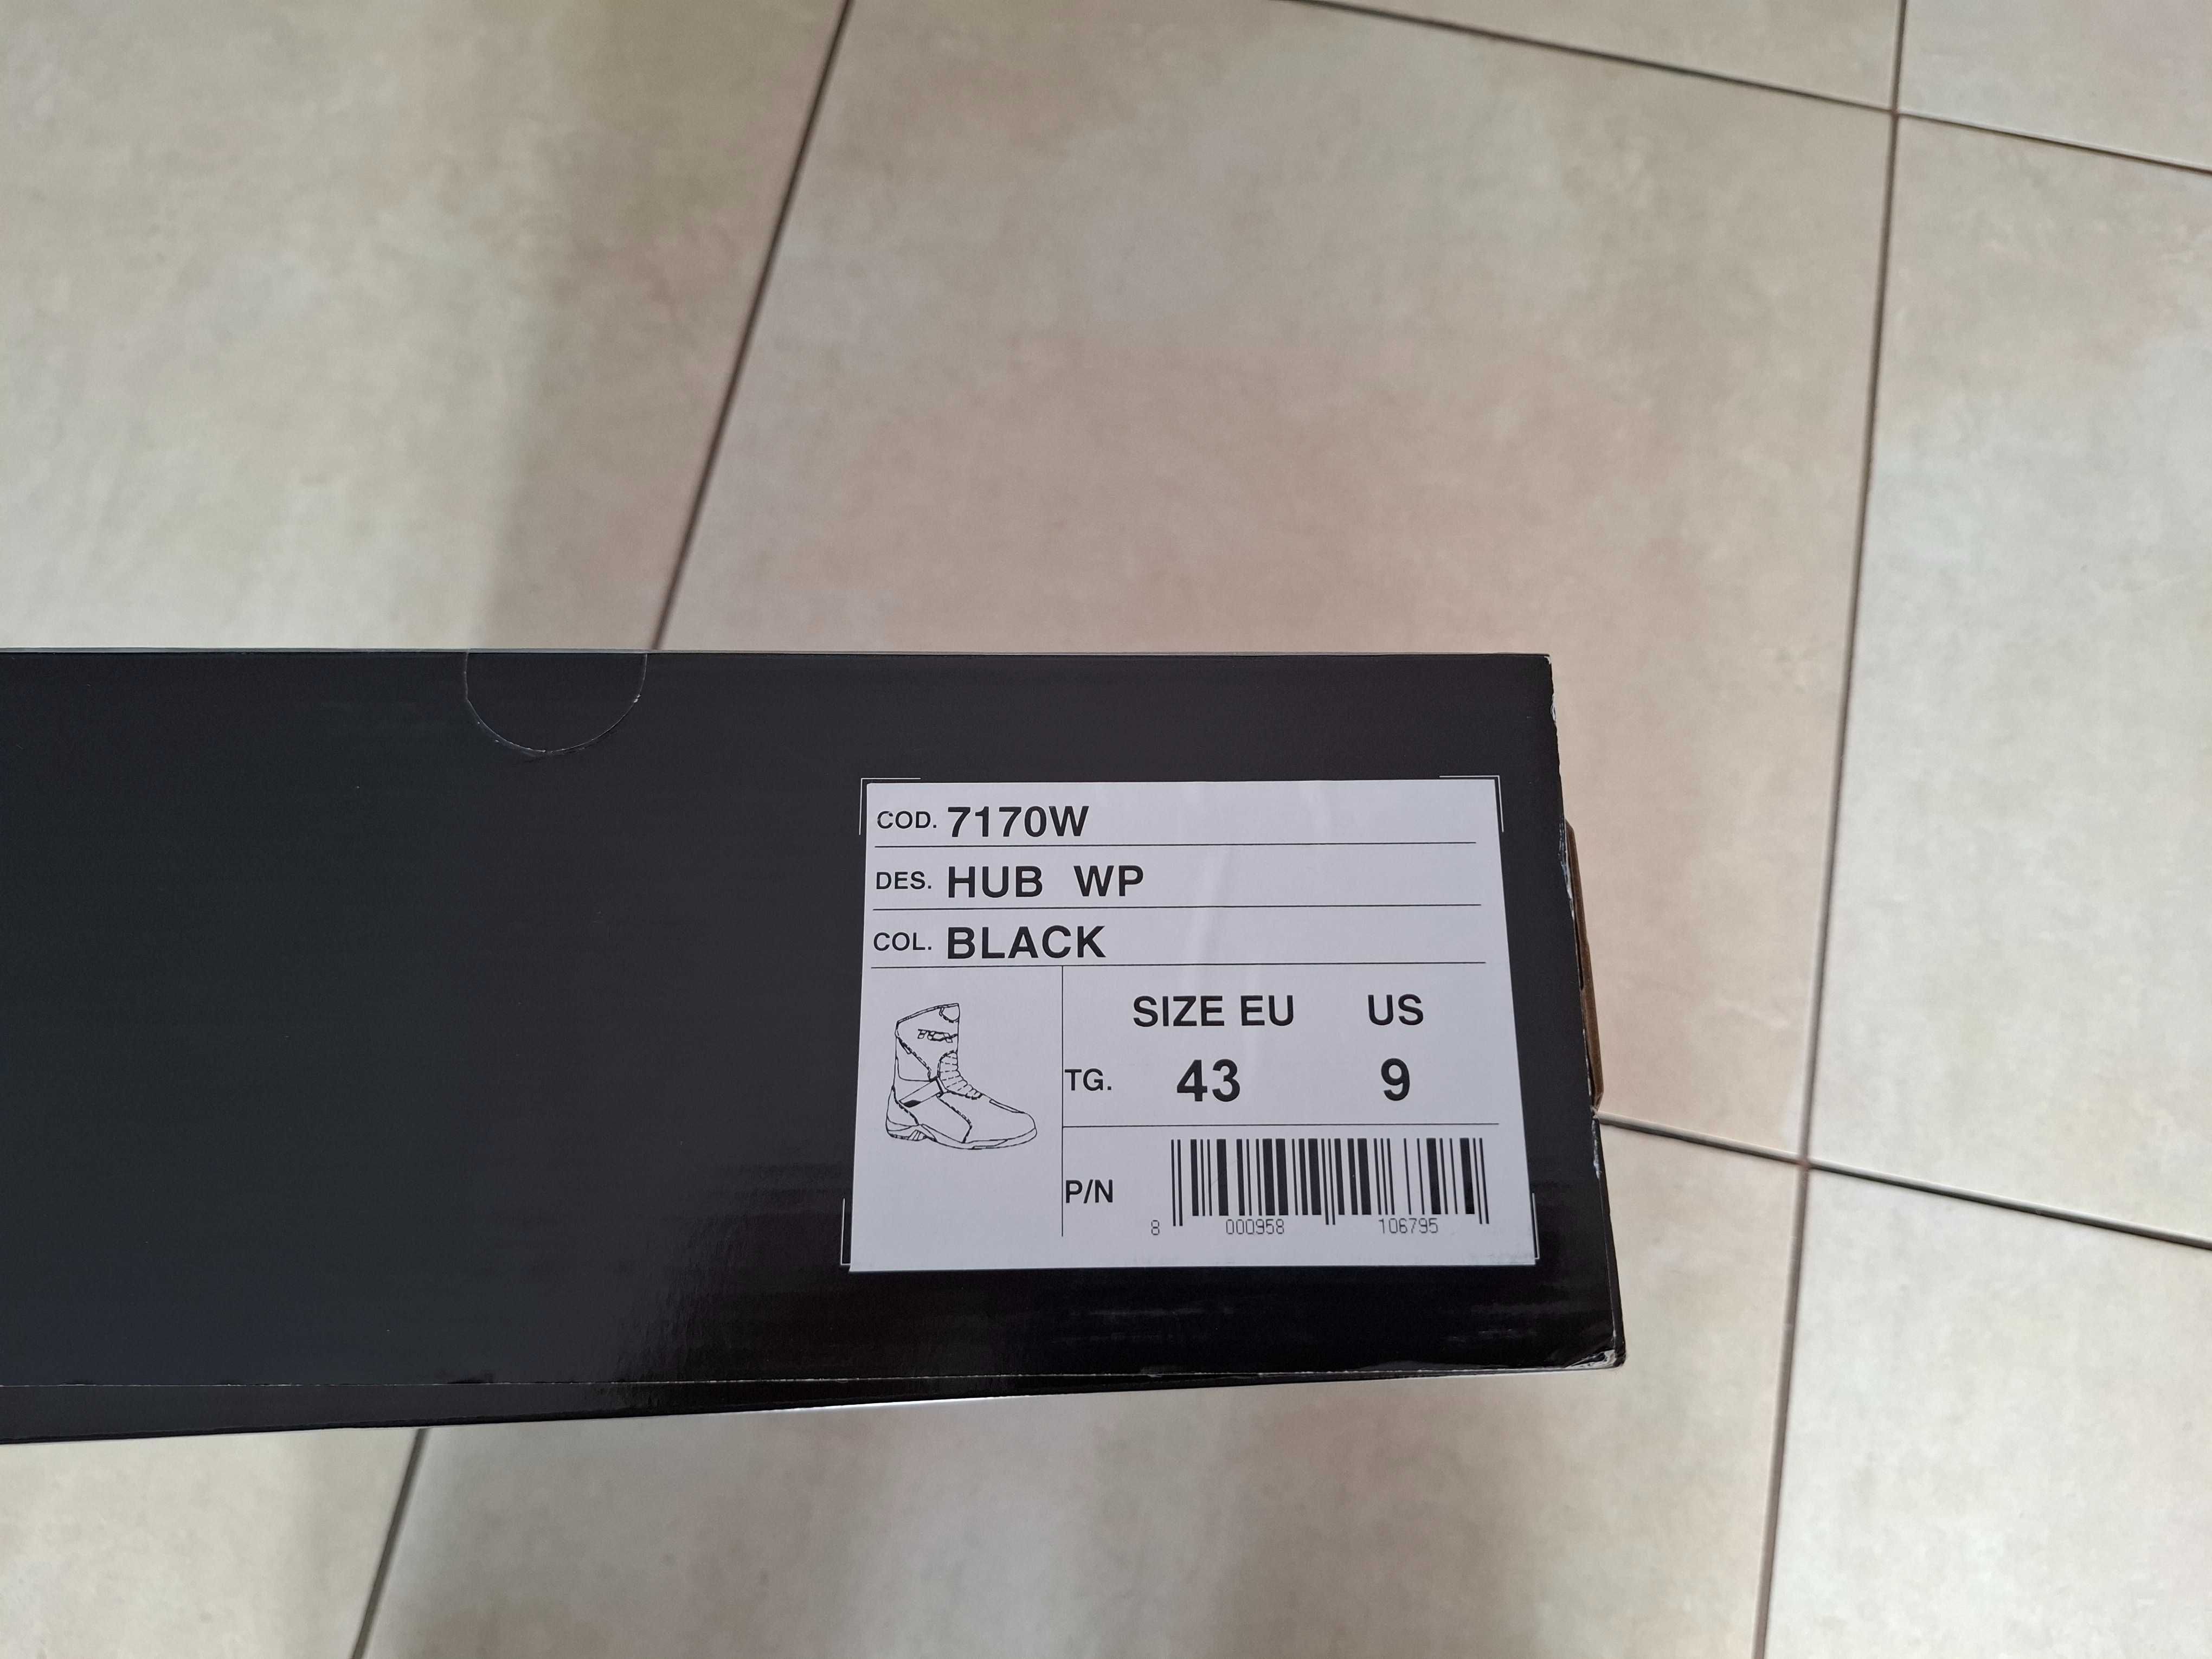 COD. 7170W
DES. HUB WP
COL. BLACK
SIZE EU US
TG. 43 9
P/N
8 000958 106795